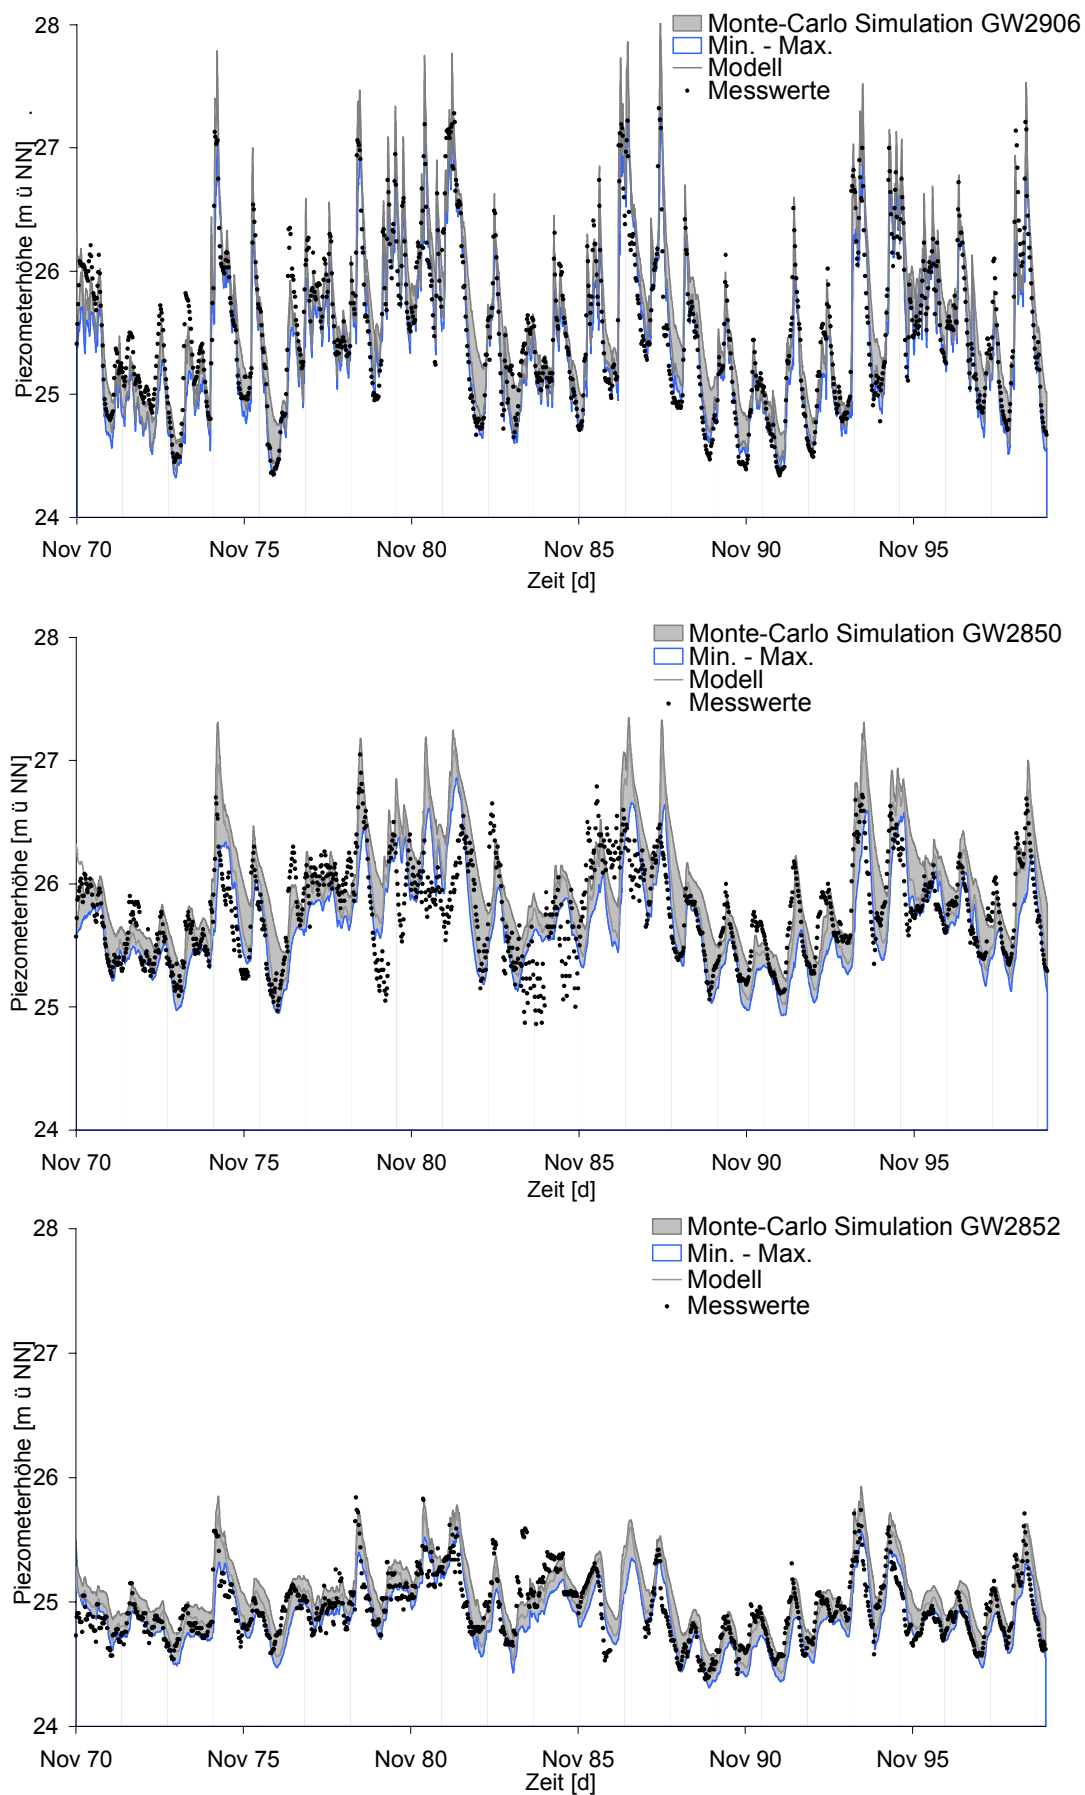 28
27
26
25
24
Piezometerhöhe [m ü NN]
Monte-Carlo Simulation GW2906
Min. - Max.
Modell
Messwerte
Nov 70 Nov 75 Nov 80 Nov 85 Nov 90 Nov 95
Zeit [d]
28
27
26
25
24
Piezometerhöhe [m ü NN]
Monte-Carlo Simulation GW2850
Min. - Max.
Modell
Messwerte
Nov 70 Nov 75 Nov 80 Nov 85 Nov 90 Nov 95
Zeit [d]
28
27
26
25
24
Piezometerhöhe [m ü NN]
Monte-Carlo Simulation GW2852
Min. - Max.
Modell
Messwerte
Nov 70 Nov 75 Nov 80 Nov 85 Nov 90 Nov 95
Zeit [d]